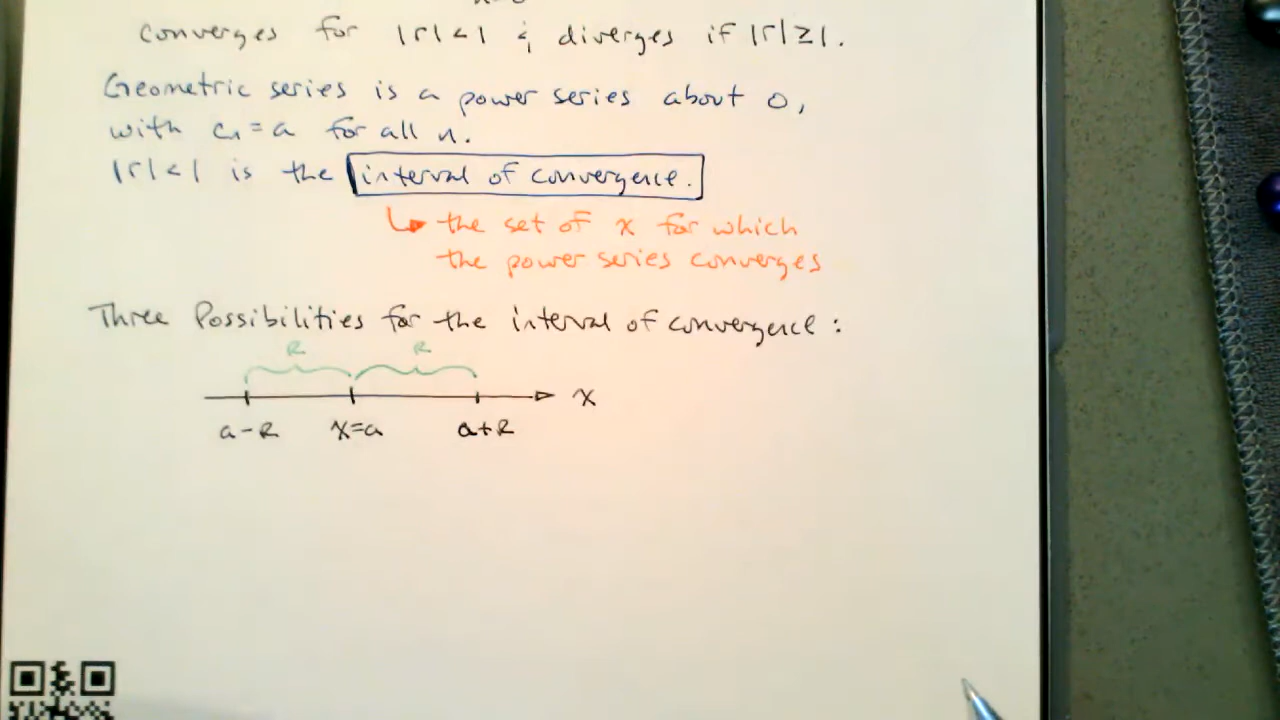 converges for |r|<1 & diverges if |r|≥1.
Geometric series is a power series about 0,
with cn=a for all n.
|r|<1 is the interval of convergence.
↳ the set of x for which
the power series converges
Three Possibilities for the interval of convergence:
R R
x
a-R x=a a+R